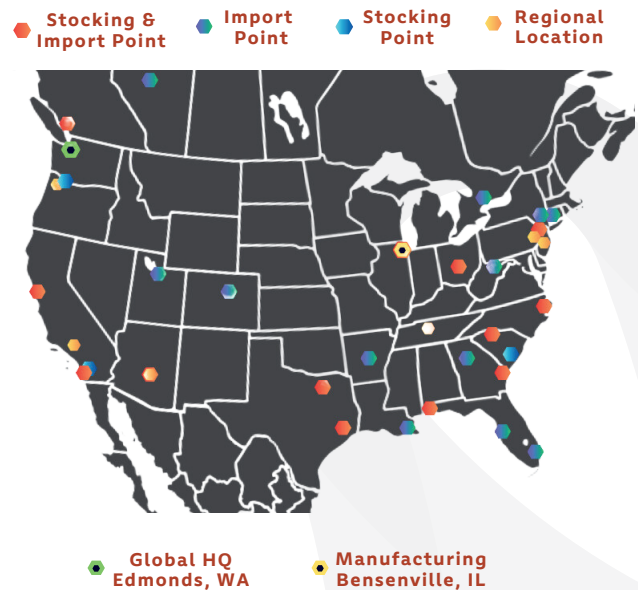 Stocking &
Import Point
Import
Point
Stocking
Point
Regional
Location
Global HQ
Edmonds, WA
Manufacturing
Bensenville, IL